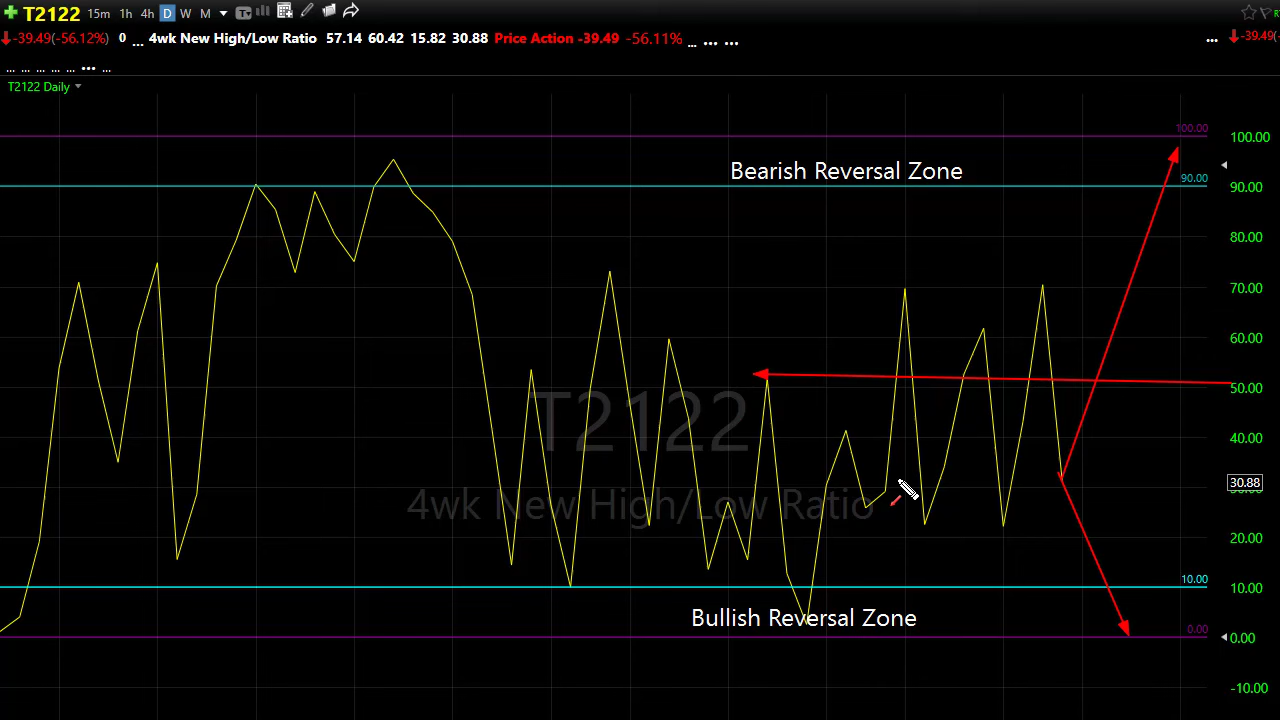 T2122 15m 1h 4h D W M
-39.49(-56.12%) 0 ... 4wk New High/Low Ratio 57.14 60.42 15.82 30.88 Price Action -39.49 -56.11% ... ... ... ... -39.49(
... ... ... ... ... ... ...
T2122 Daily
100.00
100.00
Bearish Reversal Zone
90.00
90.00
80.00
70.00
60.00
50.00
T2122
40.00
30.88
4wk New High/Low Ratio
20.00
10.00
10.00
Bullish Reversal Zone
0.00
0.00
-10.00